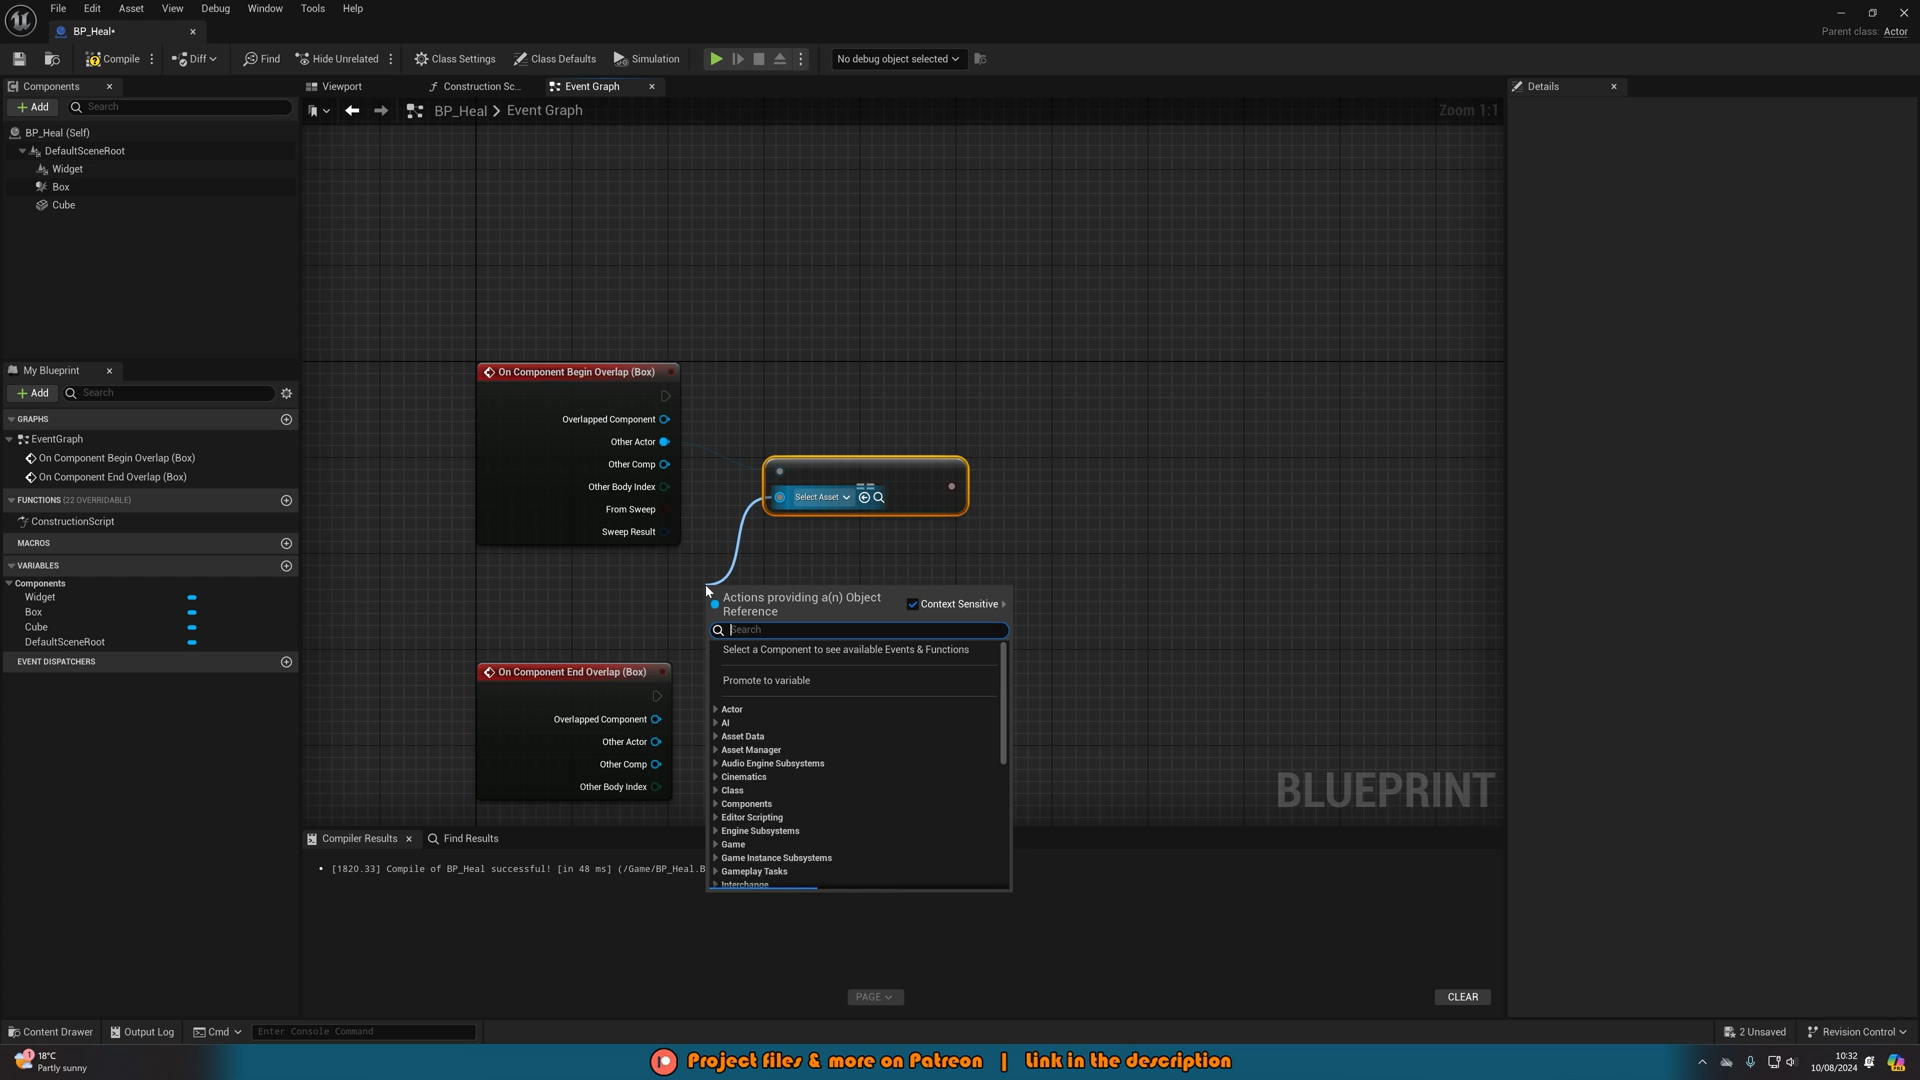 File Edit Asset View Debug Window Tools Help
BP_Heal•
Parent class: Actor
Compile
Diff
Find
Hide Unrelated
Class Settings
Class Defaults
Simulation
No debug object selected
Components
Add
Search
BP_Heal (Self)
DefaultSceneRoot
Widget
Box
Cube
Viewport
Construction Sc...
Event Graph
BP_Heal > Event Graph
Zoom 1:1
Details
My Blueprint
Add
Search
GRAPHS
EventGraph
On Component Begin Overlap (Box)
On Component End Overlap (Box)
FUNCTIONS (22 OVERRIDABLE)
ConstructionScript
MACROS
VARIABLES
Components
Widget
Box
Cube
DefaultSceneRoot
EVENT DISPATCHERS
On Component Begin Overlap (Box)
Overlapped Component
Other Actor
Other Comp
Other Body Index
From Sweep
Sweep Result
==
Select Asset
On Component End Overlap (Box)
Overlapped Component
Other Actor
Other Comp
Other Body Index
Actions providing a(n) Object
Reference
Context Sensitive
Search
Select a Component to see available Events & Functions
Promote to variable
Actor
AI
Asset Data
Asset Manager
Audio Engine Subsystems
Cinematics
Class
Components
Editor Scripting
Engine Subsystems
Game
Game Instance Subsystems
Gameplay Tasks
Interchange
BLUEPRINT
Compiler Results
Find Results
• [1820.33] Compile of BP_Heal successful! [in 48 ms] (/Game/BP_Heal.B
PAGE
CLEAR
Content Drawer
Output Log
Cmd
Enter Console Command
2 Unsaved
Revision Control
1
18°C
Partly sunny
Project files & more on Patreon | Link in the description
10:32
10/08/2024
PRE